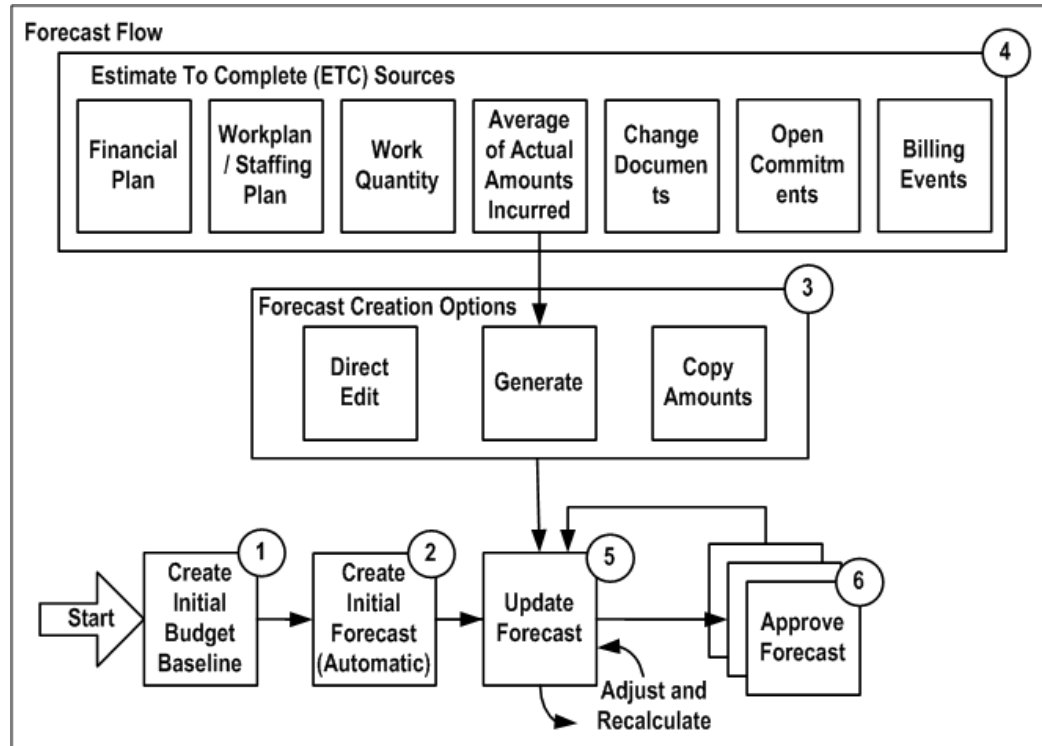 Forecast Flow
4
Estimate To Complete (ETC) Sources
Financial
Plan
Workplan
/ Staffing
Plan
Work
Quantity
Average
of Actual
Amounts
Incurred
Change
Documen
ts
Open
Commitm
ents
Billing
Events
3
Forecast Creation Options
Direct
Edit
Generate
Copy
Amounts
Start
1
Create
Initial
Budget
Baseline
2
Create
Initial
Forecast
(Automatic)
5
Update
Forecast
6
Approve
Forecast
Adjust and
Recalculate